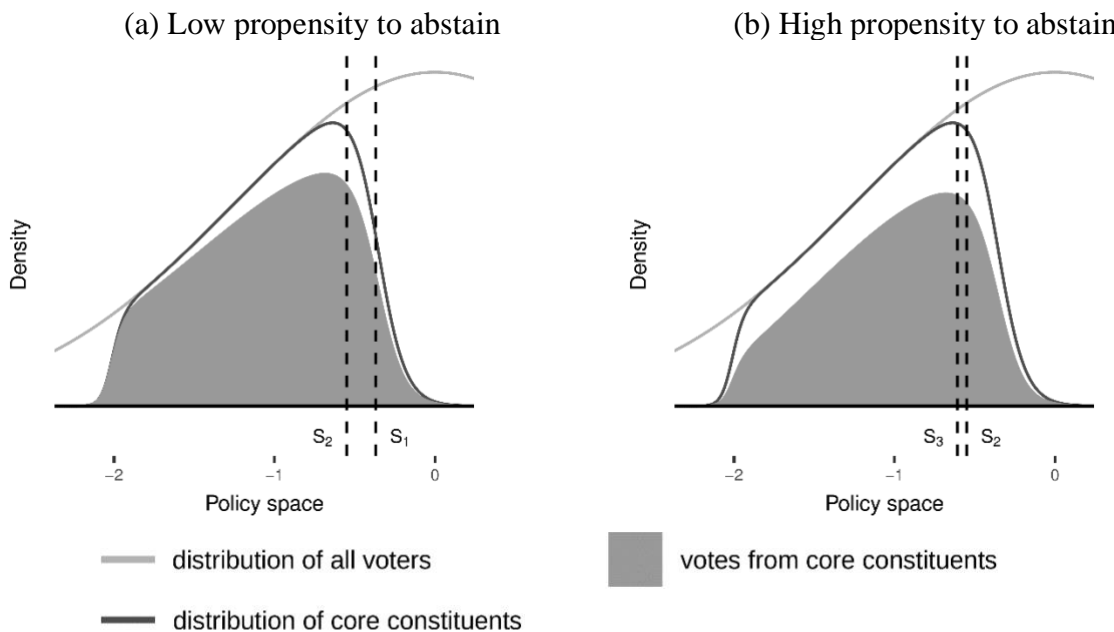 (a) Low propensity to abstain
(b) High propensity to abstain
Density
S₂
S₁
-2
-1
0
Policy space
Density
S₃
S₂
-2
-1
0
Policy space
distribution of all voters
votes from core constituents
distribution of core constituents